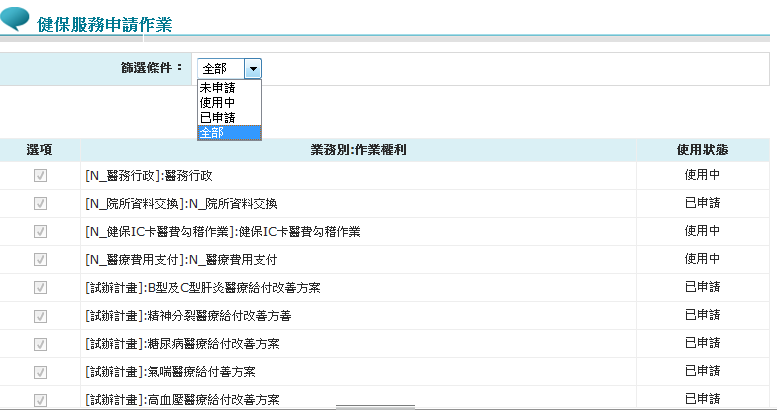 健保服務申請作業
篩選條件： 全部
未申請
使用中
已申請
全部
選項 業務別:作業權利 使用狀態
[N_醫務行政]:醫務行政 使用中
[N_院所資料交換]:N_院所資料交換 已申請
[N_健保IC卡醫費勾稽作業]:健保IC卡醫費勾稽作業 使用中
[N_醫療費用支付]:N_醫療費用支付 使用中
[試辦計畫]:B型及C型肝炎醫療給付改善方案 已申請
[試辦計畫]:精神分裂醫療給付改善方善 已申請
[試辦計畫]:糖尿病醫療給付改善方案 已申請
[試辦計畫]:氣喘醫療給付善方案 已申請
[試辦計畫]:高血壓醫療給付改善方案 已申請